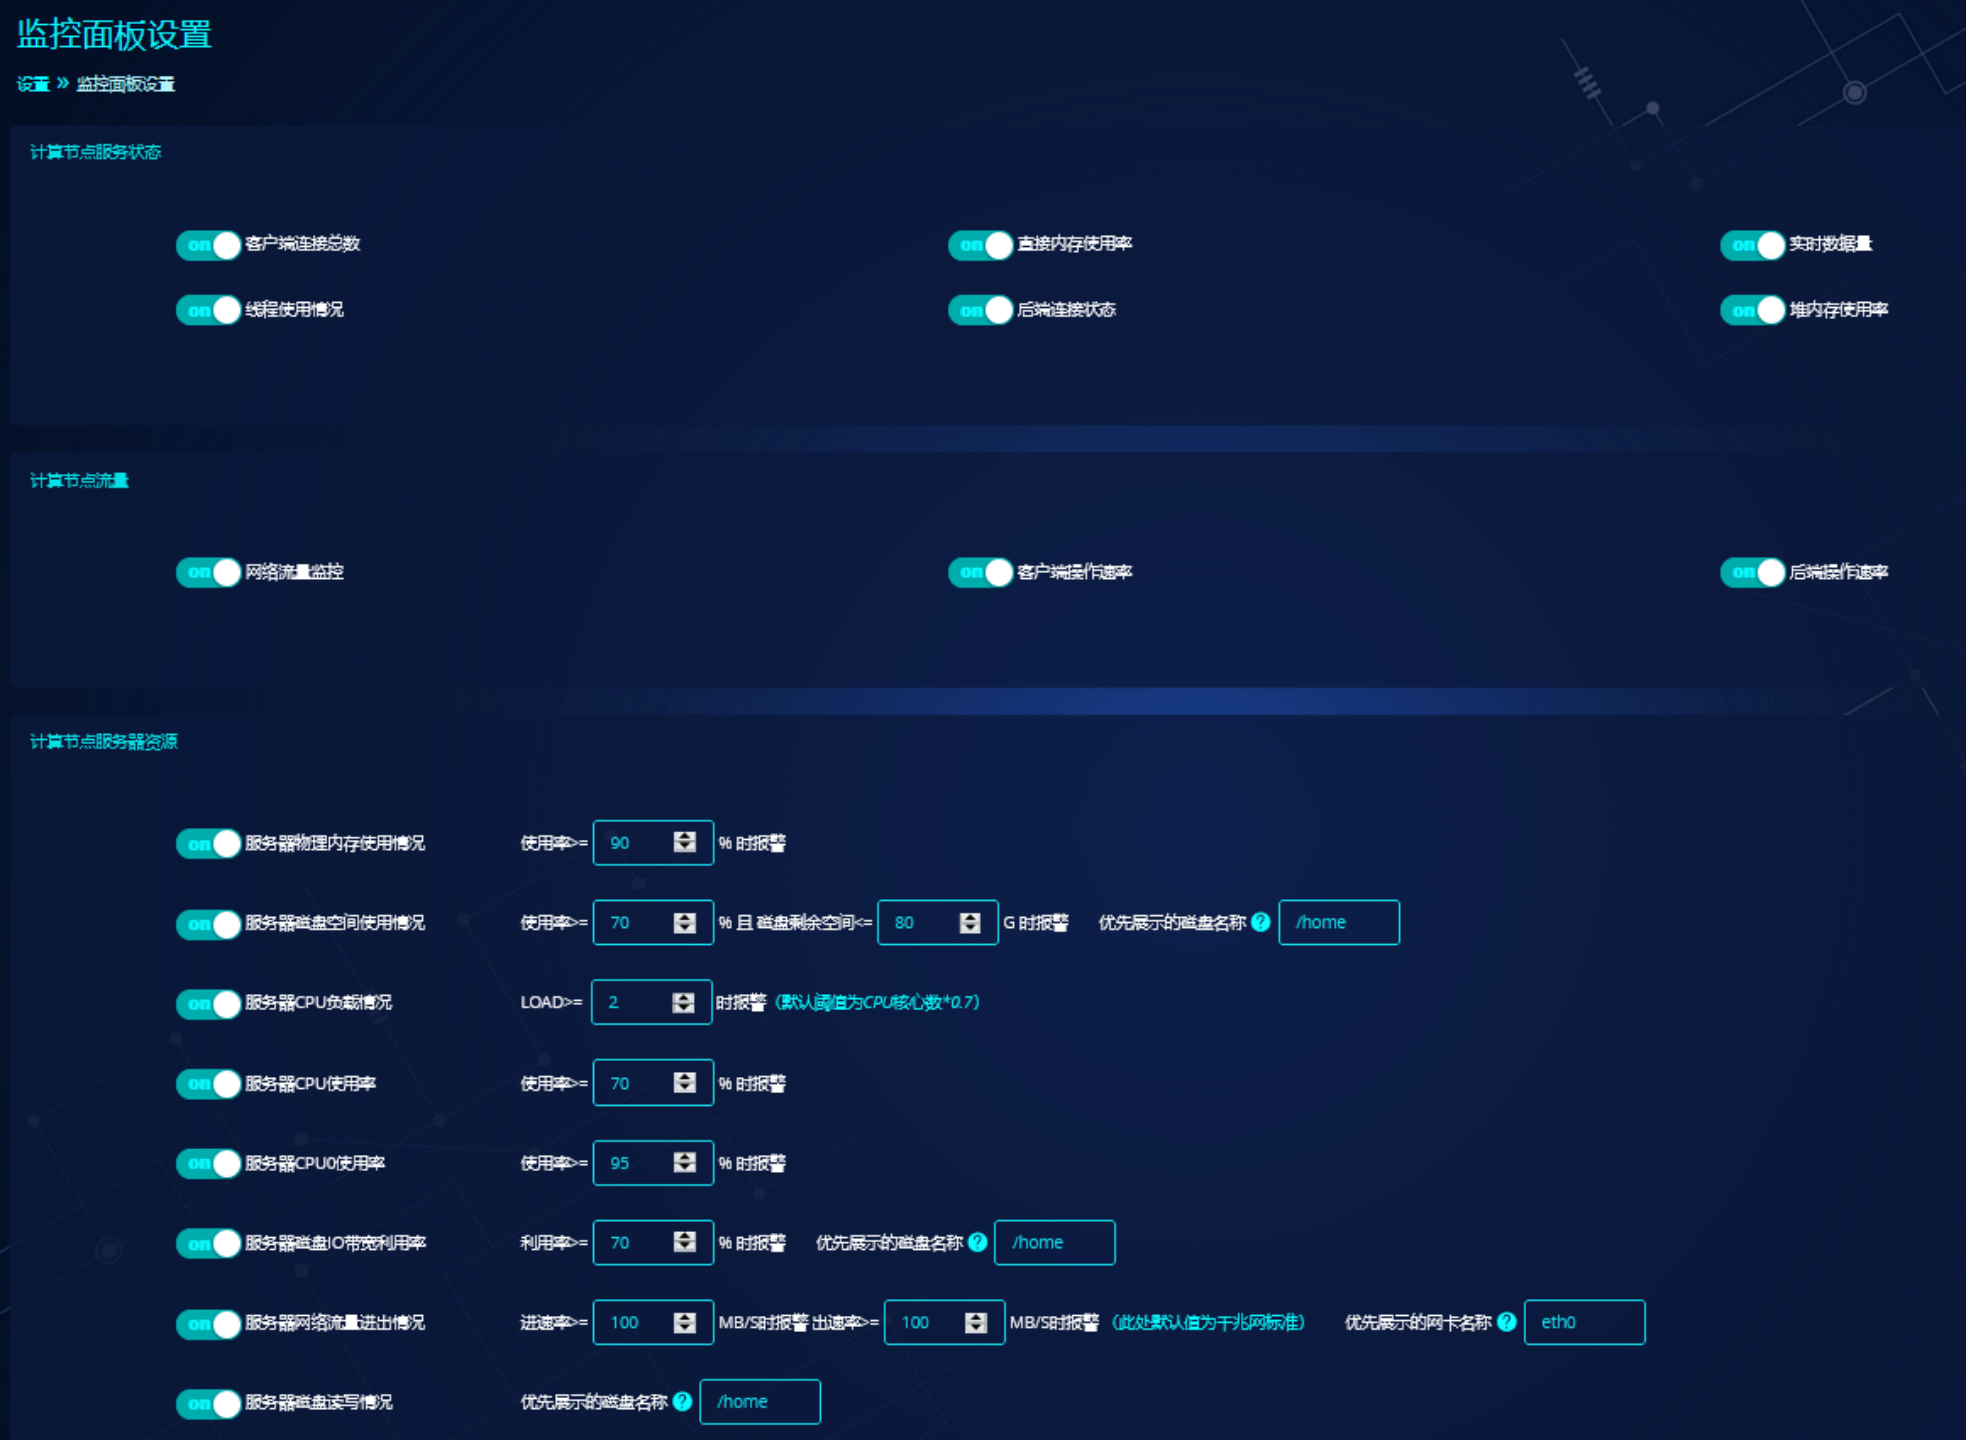 监控面板设置
设置 » 监控面板设置
计算节点服务状态
on 客户端连接总数 on 直接内存使用率 on 实时数据量
on 线程使用情况 on 后端连接状态 on 堆内存使用率
计算节点流量
on 网络流量监控 on 客户端操作速率 on 后端操作速率
计算节点服务器资源
on 服务器物理内存使用情况 使用率>= 90 % 时报警
on 服务器磁盘空间使用情况 使用率>= 70 % 且 磁盘剩余空间<= 80 G 时报警 优先展示的磁盘名称 ? /home
on 服务器CPU负载情况 LOAD>= 2 时报警 (默认阈值为CPU核心数*0.7)
on 服务器CPU使用率 使用率>= 70 % 时报警
on 服务器CPU0使用率 使用率>= 95 % 时报警
on 服务器磁盘IO带宽利用率 利用率>= 70 % 时报警 优先展示的磁盘名称 ? /home
on 服务器网络流量进出情况 进速率>= 100 MB/S时报警 出速率>= 100 MB/S时报警 (此处默认值为千兆网标准) 优先展示的网卡名称 ? eth0
on 服务器磁盘读写情况 优先展示的磁盘名称 ? /home